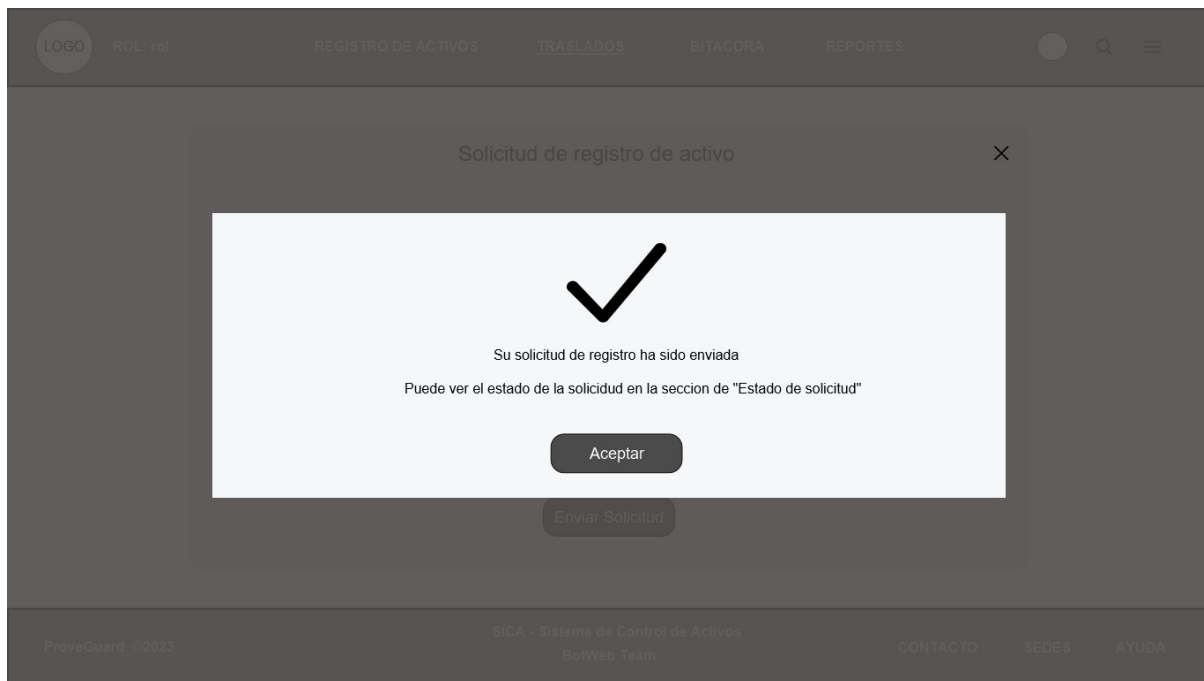 LOGO
ROL: rol
REGISTRO DE ACTIVOS
TRASLADOS
BITACORA
REPORTES
Solicitud de registro de activo
Su solicitud de registro ha sido enviada
Puede ver el estado de la solicidud en la seccion de "Estado de solicitud"
Aceptar
Enviar Solicitud
ProveGuard. ©2023
SICA - Sistema de Control de Activos
BotWeb Team
CONTACTO
SEDES
AYUDA